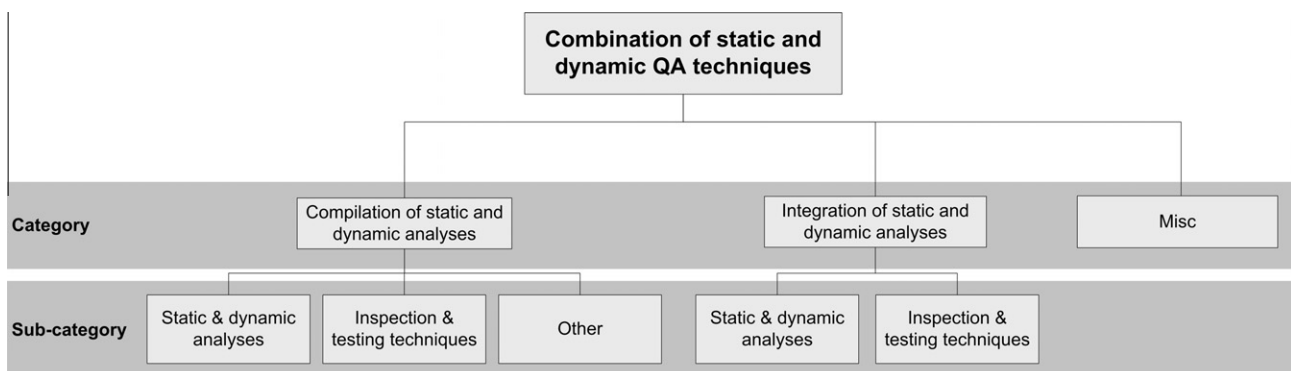 Combination of static and
dynamic QA techniques
Category
Compilation of static and
dynamic analyses
Integration of static and
dynamic analyses
Misc
Sub-category
Static & dynamic
analyses
Inspection &
testing techniques
Other
Static & dynamic
analyses
Inspection &
testing techniques